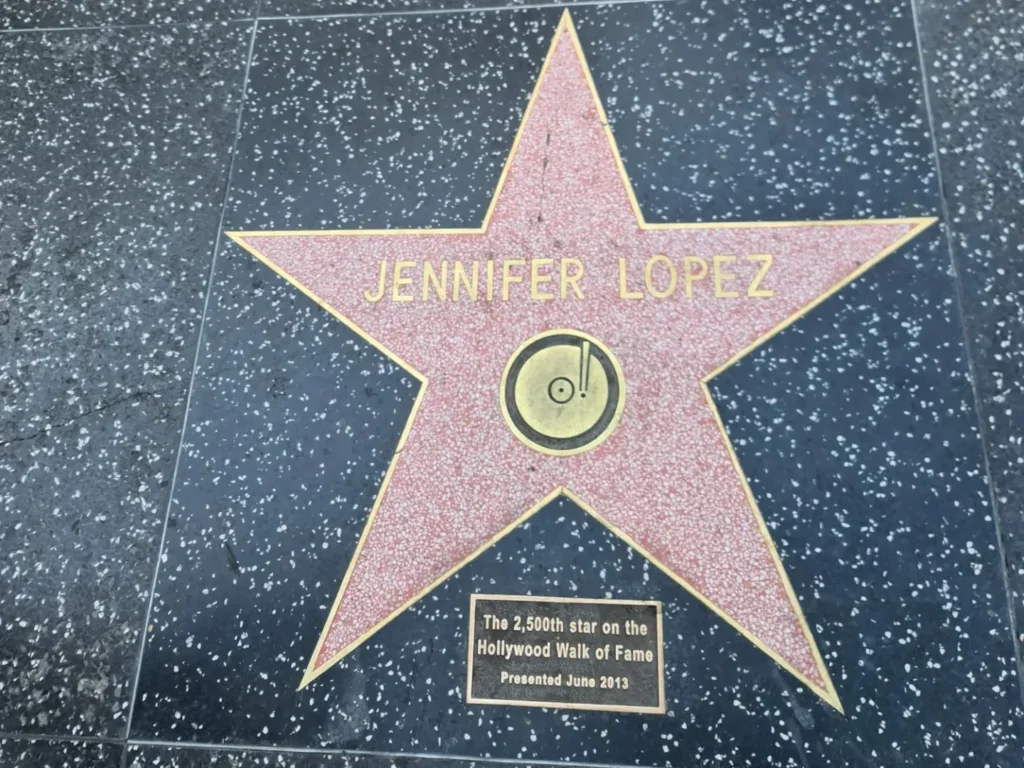 JENNIFER LOPEZ
The 2,500th star on the
Hollywood Walk of Fame
Presented June 2013